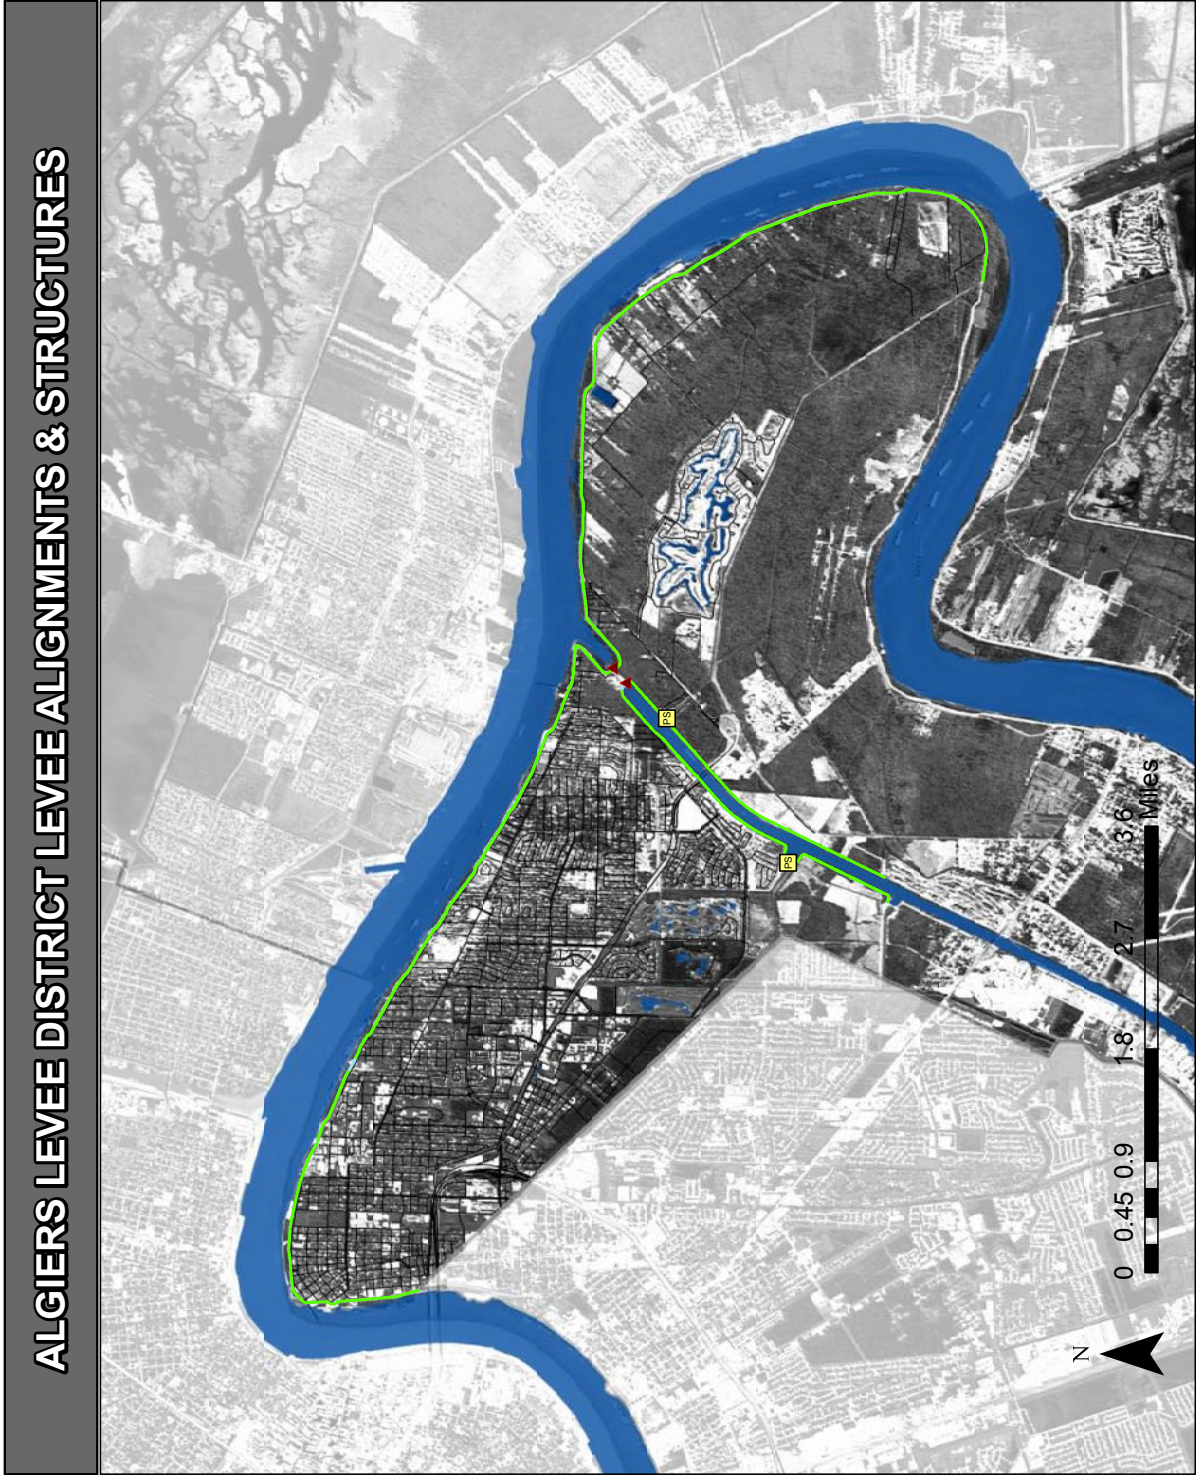 ALGIERS LEVEE DISTRICT LEVEE ALIGNMENTS & STRUCTURES
PS
PS
N
0 0.45 0.9 1.8 2.7 3.6
Miles